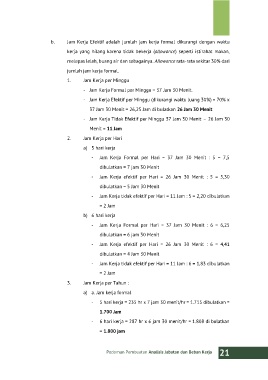 b. Jam Kerja Efektif adalah jumlah jam kerja formal dikurangi dengan waktu
kerja yang hilang karena tidak bekerja (allowance) seperti istirahat makan,
melepas lelah, buang air dan sebagainya. Allowance rata-rata sekitar 30% dari
jumlah jam kerja formal.
1. Jam Kerja per Minggu
- Jam Kerja Formal per Minggu = 37 Jam 30 Menit.
- Jam Kerja Efektif per Minggu (dikurangi waktu luang 30%) = 70% x
37 Jam 30 Menit = 26,25 Jam di bulatkan 26 Jam 30 Menit
- Jam Kerja Tidak Efektif per Minggu 37 jam 30 Menit - 26 Jam 30
Menit = 11 Jam
2. Jam Kerja per Hari
a) 5 hari kerja
- Jam Kerja Formal per Hari = 37 Jam 30 Menit : 5 = 7,5
dibulatkan = 7 jam 30 Menit
- Jam Kerja efektif per Hari = 26 Jam 30 Menit : 5 = 5,30
dibulatkan = 5 Jam 30 Menit
- Jam Kerja tidak efektif per Hari = 11 Jam : 5 = 2,20 dibulatkan
= 2 Jam
b) 6 hari kerja
- Jam Kerja Formal per Hari = 37 Jam 30 Menit : 6 = 6,25
dibulatkan = 6 jam 30 Menit
- Jam Kerja efektif per Hari = 26 Jam 30 Menit : 6 = 4,41
dibulatkan = 4 Jam 30 Menit
- Jam Kerja tidak efektif per Hari = 11 Jam : 6 = 1,83 dibulatkan
= 2 Jam
3. Jam Kerja per Tahun :
a) a. Jam kerja formal
- 5 hari kerja = 235 hr x 7 jam 30 menit/hr = 1.715 dibulatkan =
1.700 Jam
- 6 hari kerja = 287 hr x 6 jam 30 menit/hr = 1.808 di bulatkan
= 1.800 jam
Pedoman Pembuatan Analisis Jabatan dan Beban Kerja 21